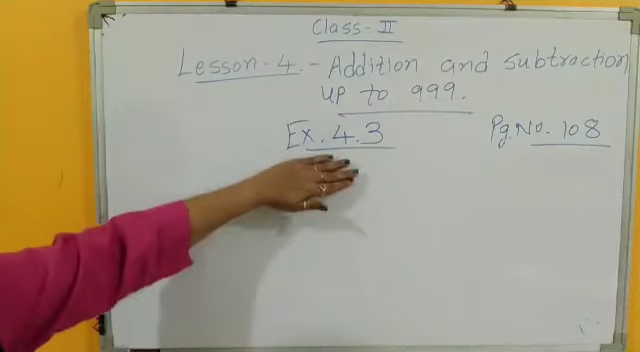 Class - II
Lesson - 4. - Addition and Subtraction
up to 999.
Ex. 4.3
Pg. No. 108